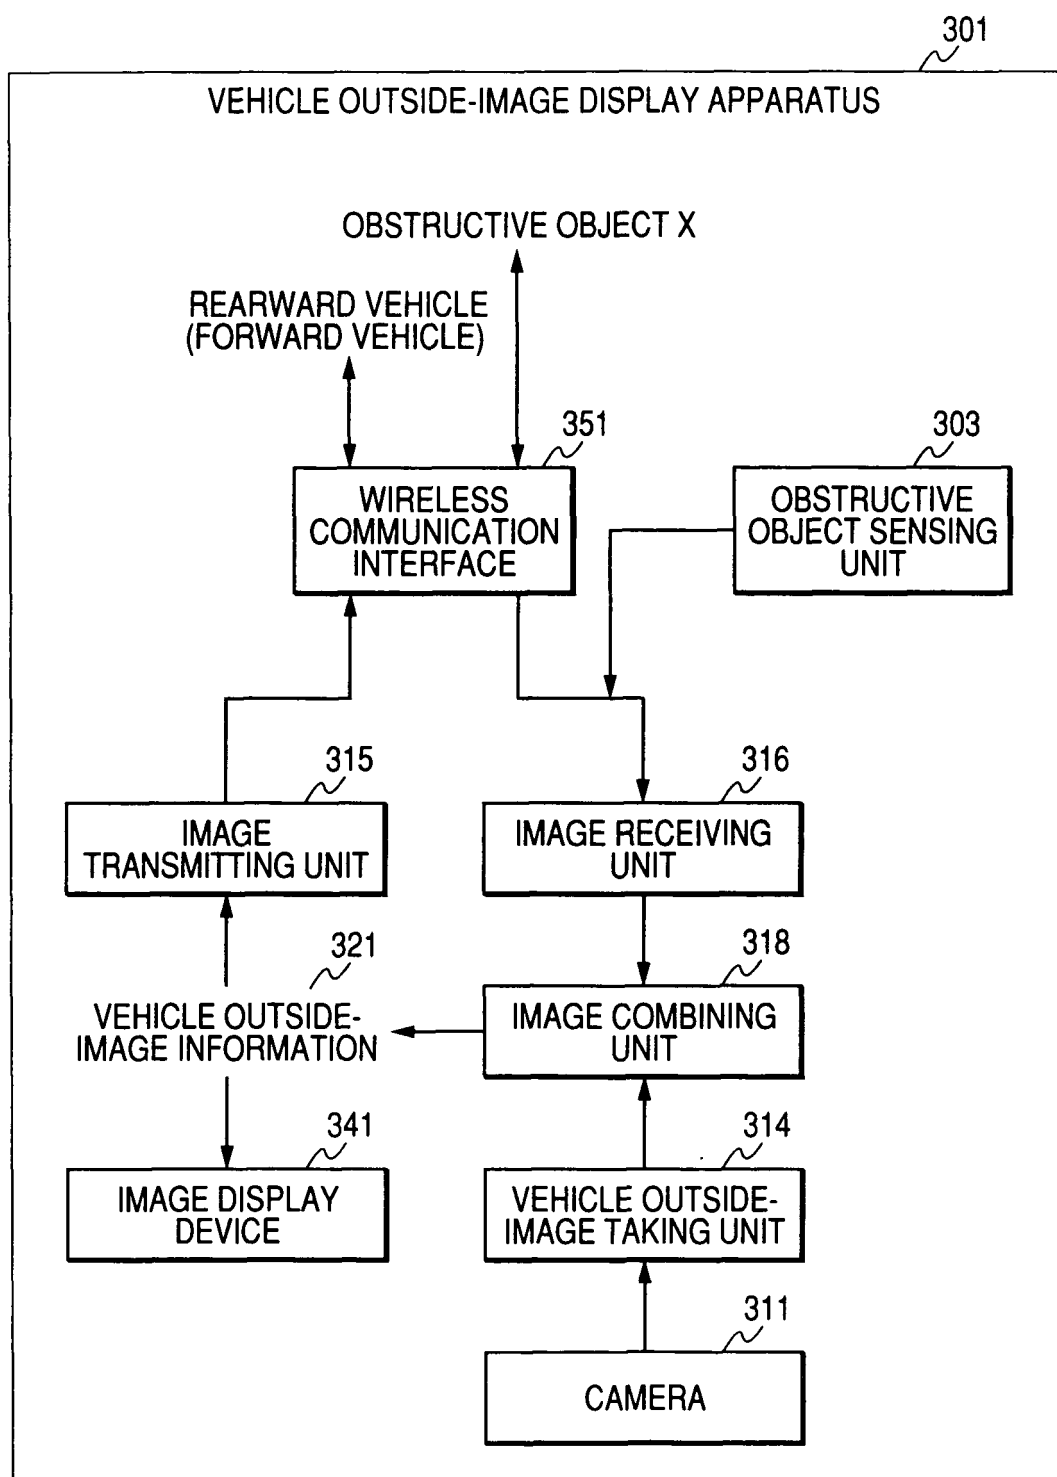 301
VEHICLE OUTSIDE-IMAGE DISPLAY APPARATUS
OBSTRUCTIVE OBJECT X
REARWARD VEHICLE
(FORWARD VEHICLE)
351
WIRELESS
COMMUNICATION
INTERFACE
303
OBSTRUCTIVE
OBJECT SENSING
UNIT
315
IMAGE
TRANSMITTING UNIT
316
IMAGE RECEIVING
UNIT
321
VEHICLE OUTSIDE-
IMAGE INFORMATION
318
IMAGE COMBINING
UNIT
341
IMAGE DISPLAY
DEVICE
314
VEHICLE OUTSIDE-
IMAGE TAKING UNIT
311
CAMERA